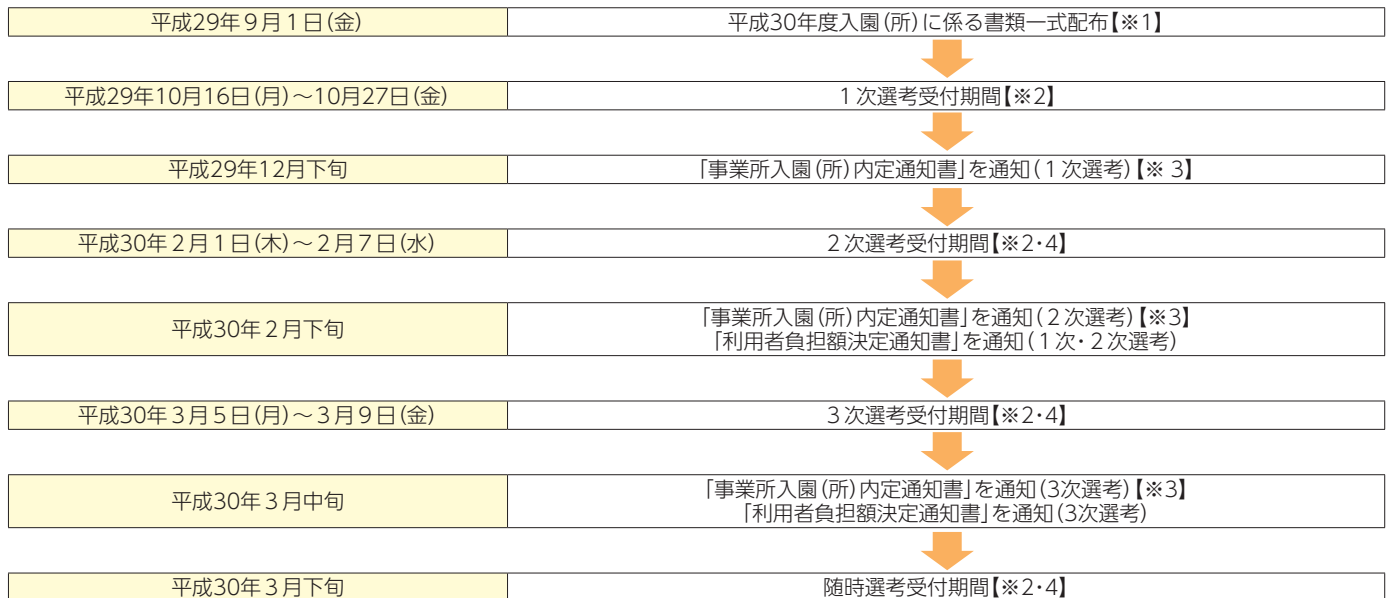 平成29年9月1日(金)
平成30年度入園(所)に係る書類一式配布【※1】
平成29年10月16日(月)～10月27日(金)
1次選考受付期間【※2】
平成29年12月下旬
「事業所入園(所)内定通知書」を通知(1次選考)【※3】
平成30年2月1日(木)～2月7日(水)
2次選考受付期間【※2・4】
平成30年2月下旬
「事業所入園(所)内定通知書」を通知(2次選考)【※3】
「利用者負担額決定通知書」を通知(1次・2次選考)
平成30年3月5日(月)～3月9日(金)
3次選考受付期間【※2・4】
平成30年3月中旬
「事業所入園(所)内定通知書」を通知(3次選考)【※3】
「利用者負担額決定通知書」を通知(3次選考)
平成30年3月下旬
随時選考受付期間【※2・4】